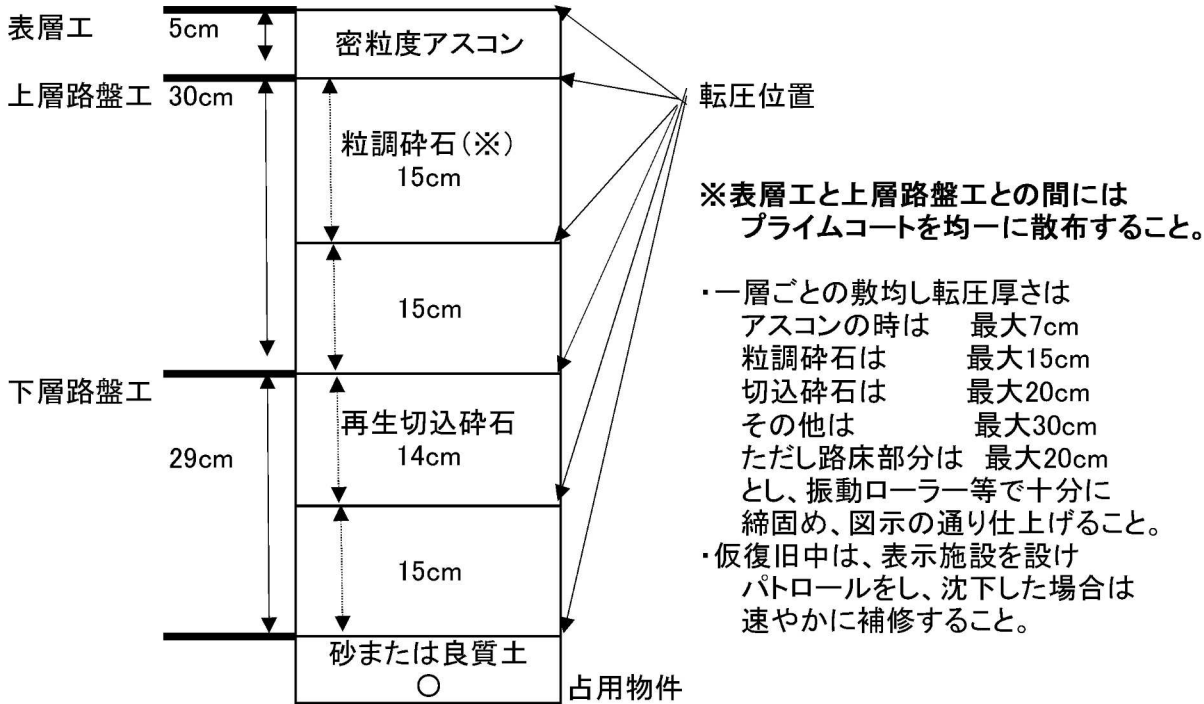 表層工
5cm
密粒度アスコン
上層路盤工
30cm
粒調砕石(※)
15cm
15cm
下層路盤工
29cm
再生切込砕石
14cm
15cm
砂または良質土
○
占用物件
転圧位置
※表層工と上層路盤工との間には
プライムコートを均一に散布すること。
・一層ごとの敷均し転圧厚さは
アスコンの時は 最大7cm
粒調砕石は 最大15cm
切込砕石は 最大20cm
その他は 最大30cm
ただし路床部分は 最大20cm
とし、振動ローラー等で十分に
締固め、図示の通り仕上げること。
・仮復旧中は、表示施設を設け
パトロールをし、沈下した場合は
速やかに補修すること。